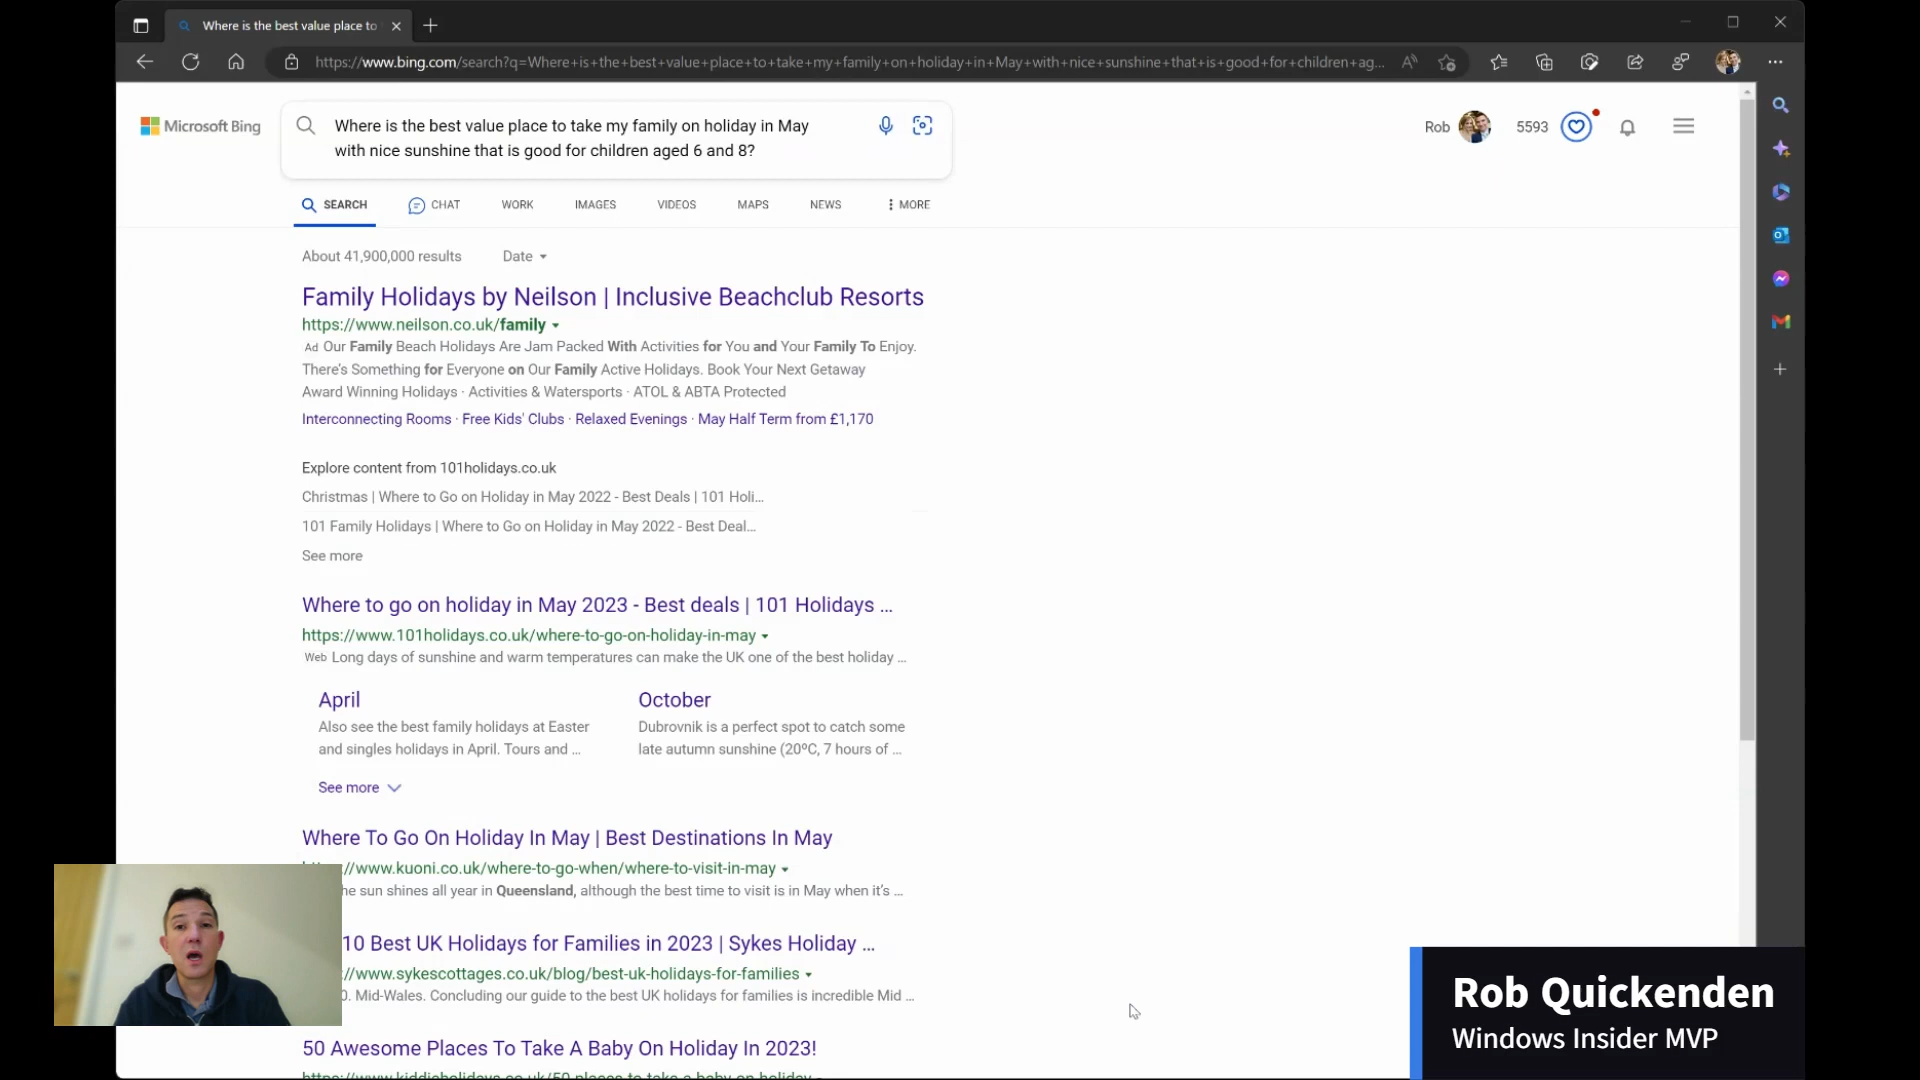 Where is the best value place to
https://www.bing.com/search?q=Where+is+the+best+value+place+to+take+my+family+on+holiday+in+May+with+nice+sunshine+that+is+good+for+children+ag...
Microsoft Bing
Where is the best value place to take my family on holiday in May
with nice sunshine that is good for children aged 6 and 8?
Rob
5593
SEARCH
CHAT
WORK
IMAGES
VIDEOS
MAPS
NEWS
MORE
About 41,900,000 results
Date
Family Holidays by Neilson | Inclusive Beachclub Resorts
https://www.neilson.co.uk/family
Ad Our Family Beach Holidays Are Jam Packed With Activities for You and Your Family To Enjoy.
There's Something for Everyone on Our Family Active Holidays. Book Your Next Getaway
Award Winning Holidays · Activities & Watersports · ATOL & ABTA Protected
Interconnecting Rooms · Free Kids' Clubs · Relaxed Evenings · May Half Term from £1,170
Explore content from 101holidays.co.uk
Christmas | Where to Go on Holiday in May 2022 - Best Deals | 101 Holi...
101 Family Holidays | Where to Go on Holiday in May 2022 - Best Deal...
See more
Where to go on holiday in May 2023 - Best deals | 101 Holidays ...
https://www.101holidays.co.uk/where-to-go-on-holiday-in-may
Web Long days of sunshine and warm temperatures can make the UK one of the best holiday ...
April
Also see the best family holidays at Easter
and singles holidays in April. Tours and ...
October
Dubrovnik is a perfect spot to catch some
late autumn sunshine (20ºC, 7 hours of ...
See more
Where To Go On Holiday In May | Best Destinations In May
//www.kuoni.co.uk/where-to-go-when/where-to-visit-in-may
he sun shines all year in Queensland, although the best time to visit is in May when it's ...
10 Best UK Holidays for Families in 2023 | Sykes Holiday ...
//www.sykescottages.co.uk/blog/best-uk-holidays-for-families
0. Mid-Wales. Concluding our guide to the best UK holidays for families is incredible Mid ...
50 Awesome Places To Take A Baby On Holiday In 2023!
https://www.kiddieholidays.co.uk/50-places-to-take-a-baby-on-holiday
Rob Quickenden
Windows Insider MVP